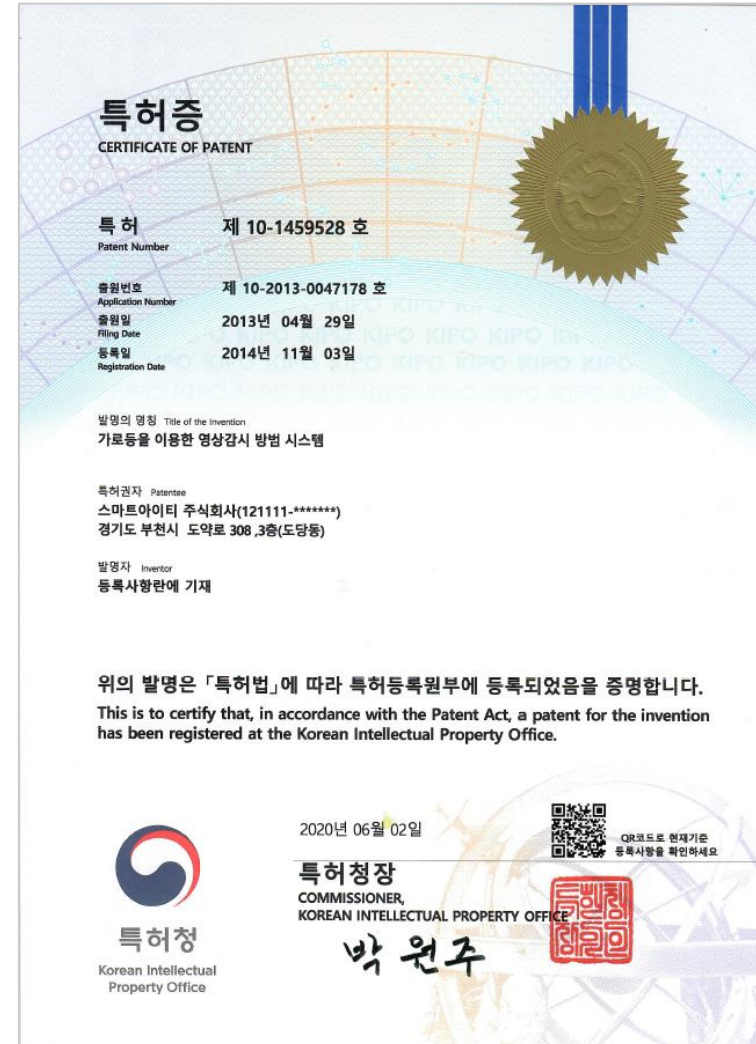 특허증
CERTIFICATE OF PATENT
특 허 제 10-1459528 호
Patent Number
출원번호 제 10-2013-0047178 호
Application Number
출원일 2013년 04월 29일
Filing Date
등록일 2014년 11월 03일
Registration Date
발명의 명칭 Title of the Invention
가로등을 이용한 영상감시 방범 시스템
특허권자 Patentee
스마트아이티 주식회사(121111-*******)
경기도 부천시 도약로 308 ,3층(도당동)
발명자 Inventor
등록사항란에 기재
위의 발명은 「특허법」에 따라 특허등록원부에 등록되었음을 증명합니다.
This is to certify that, in accordance with the Patent Act, a patent for the invention
has been registered at the Korean Intellectual Property Office.
2020년 06월 02일
QR코드로 현재기준
등록사항을 확인하세요
특허청장
COMMISSIONER,
KOREAN INTELLECTUAL PROPERTY OFFICE
박 원 주
특허청
Korean Intellectual
Property Office